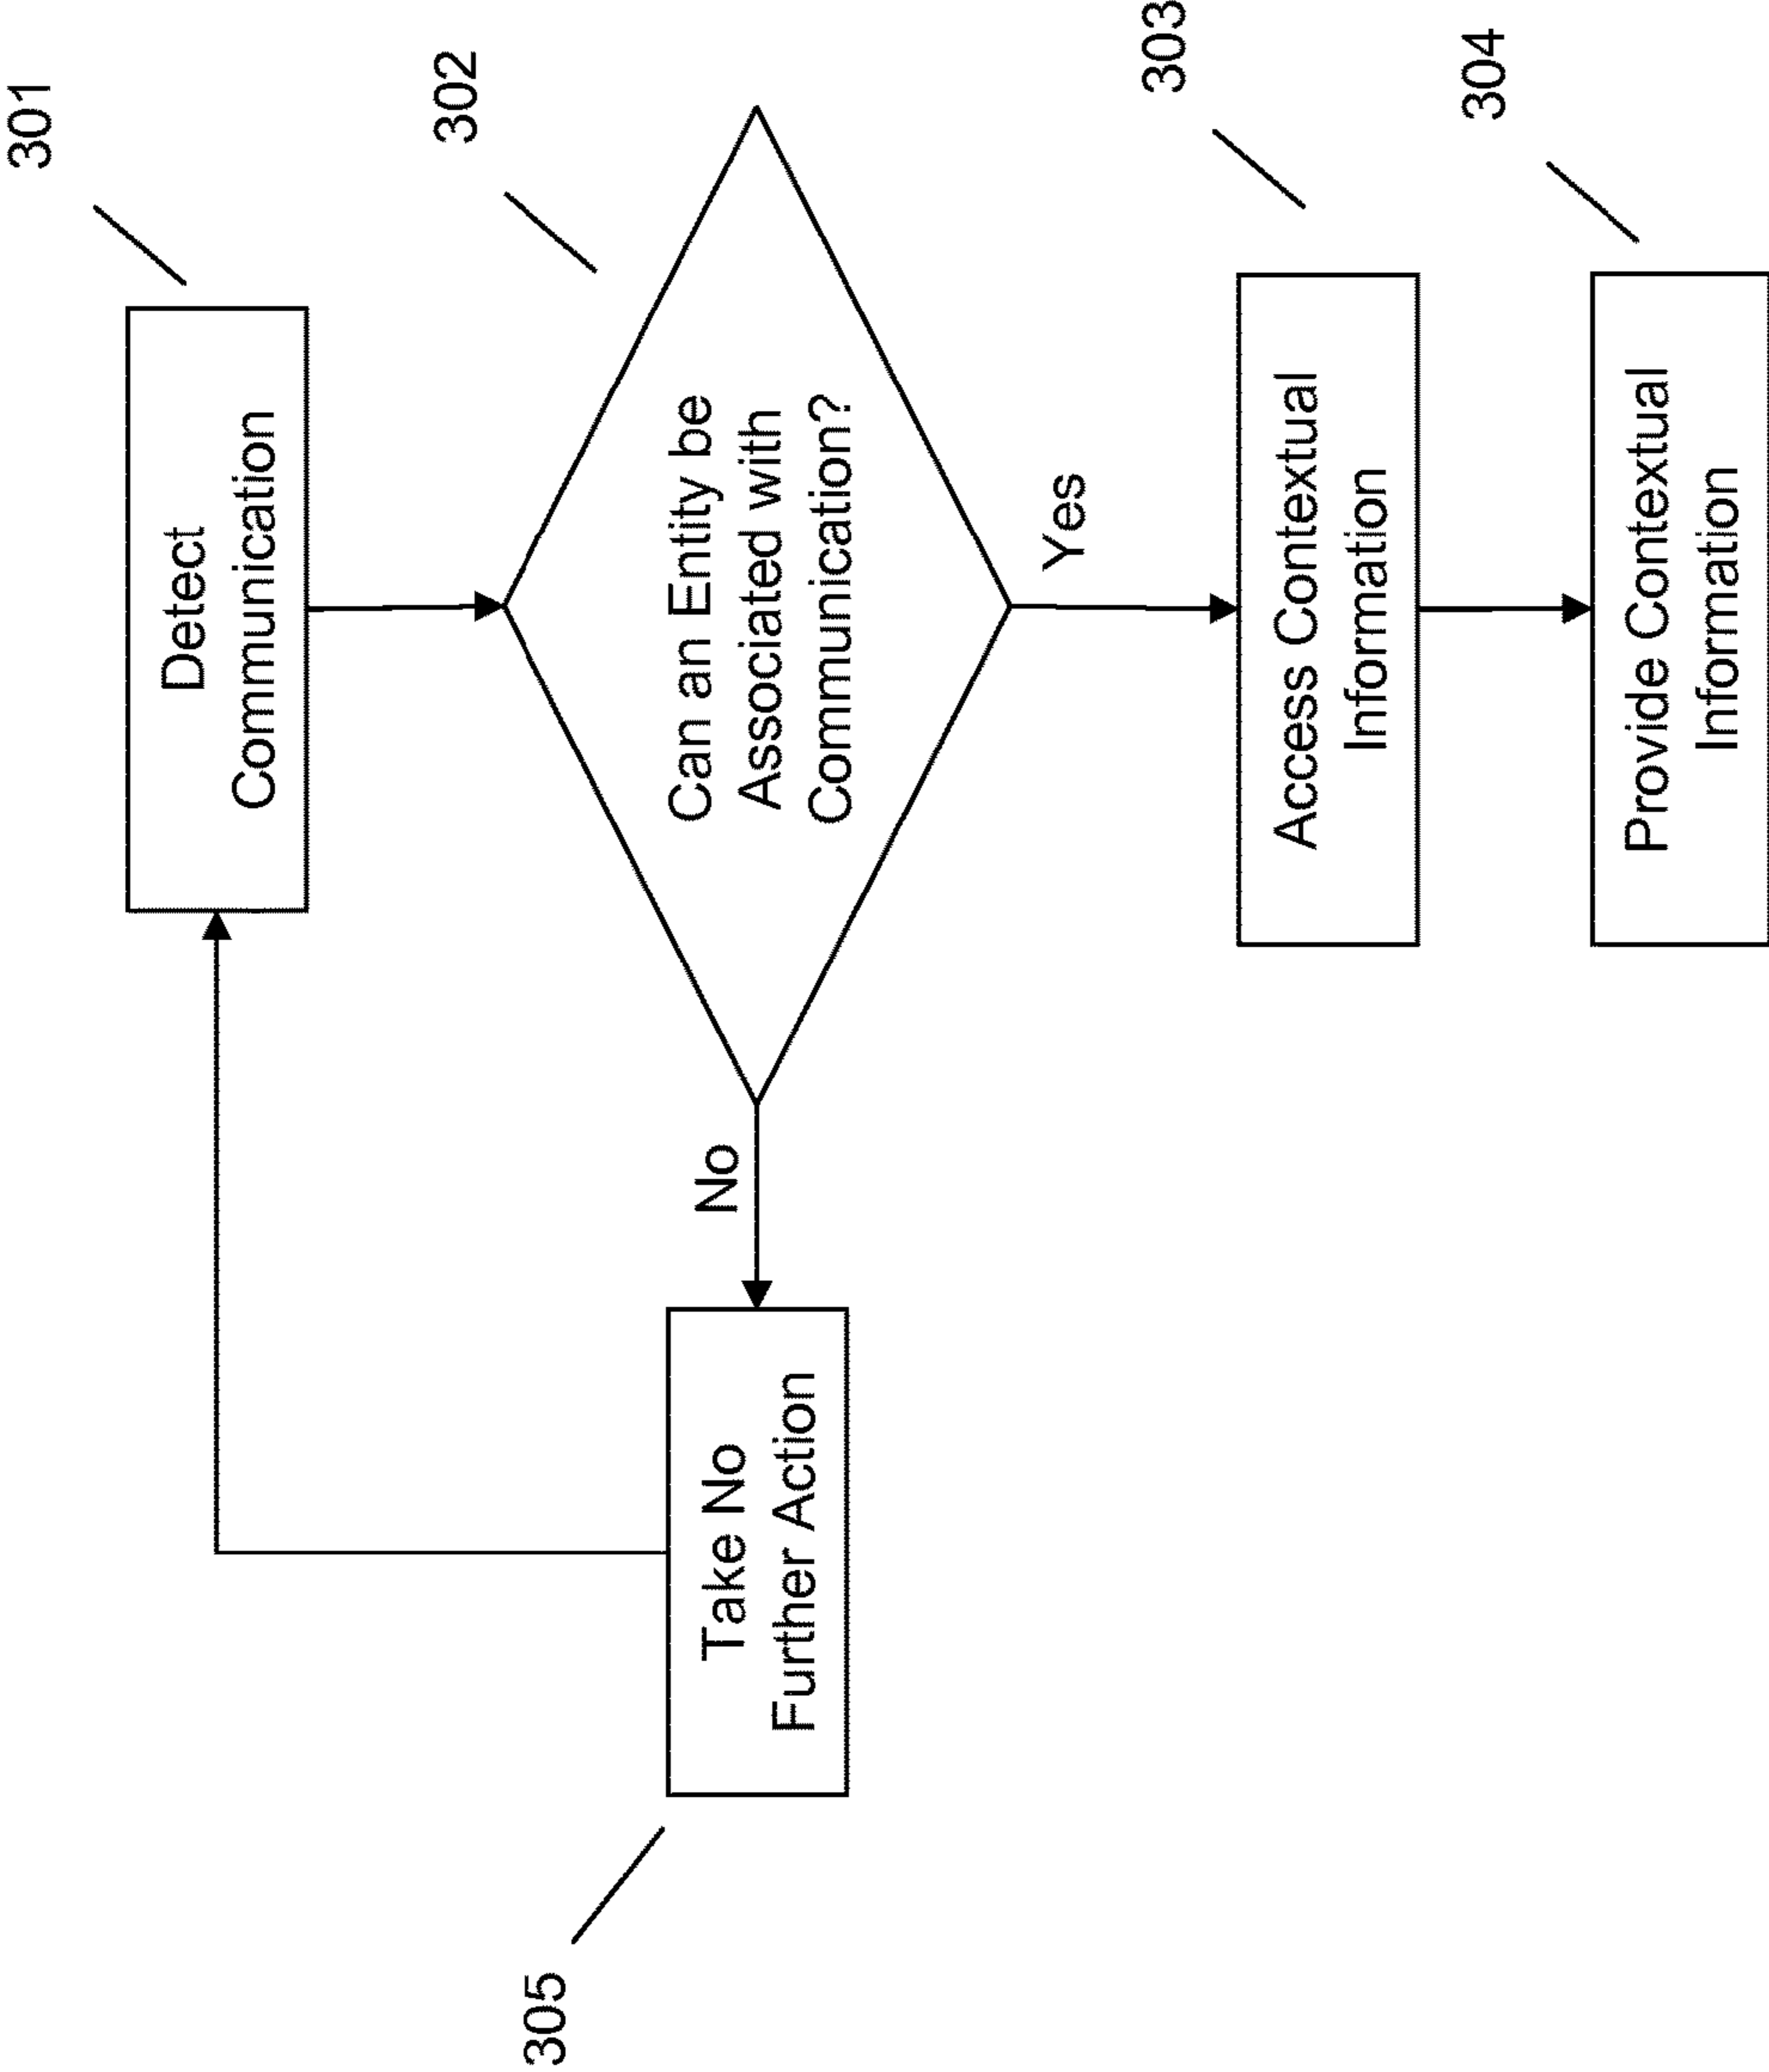 301
Detect
Communication
302
Can an Entity be
Associated with
Communication?
No
Yes
305
Take No
Further Action
303
Access Contextual
Information
304
Provide Contextual
Information